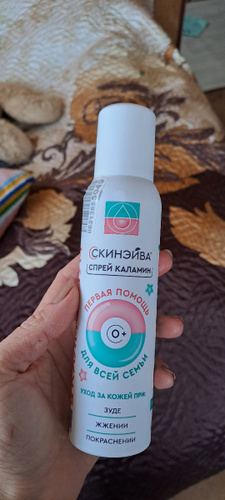 СКИНЭЙВА®
СПРЕЙ КАЛАМИН
ПЕРВАЯ ПОМОЩЬ
0+
ДЛЯ ВСЕЙ СЕМЬИ
УХОД ЗА КОЖЕЙ ПРИ
ЗУДЕ
ЖЖЕНИИ
ПОКРАСНЕНИИ